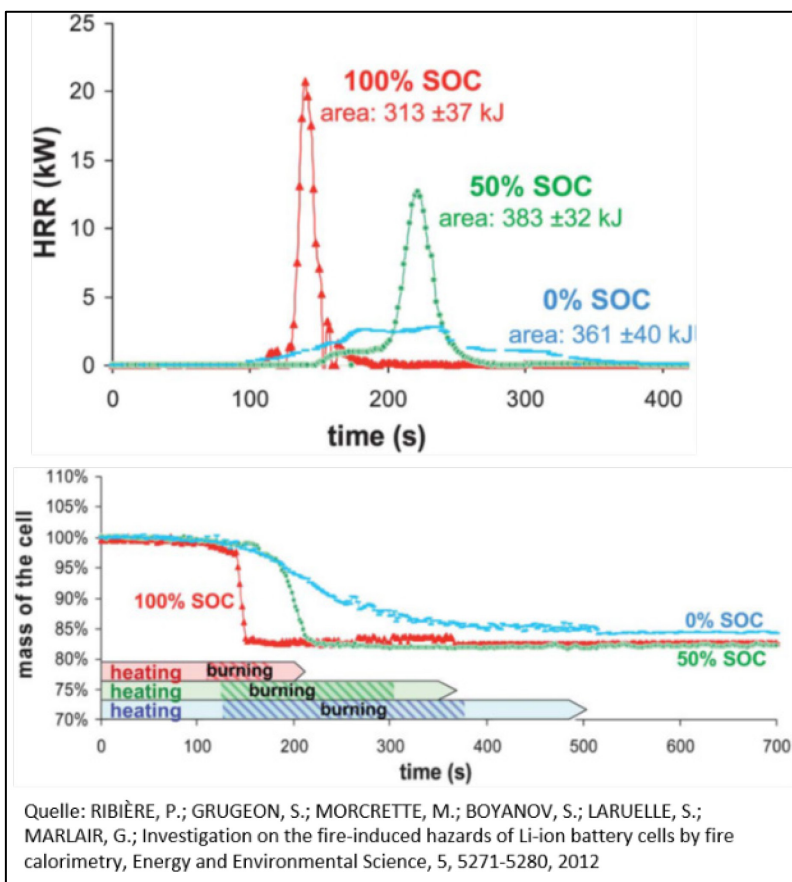 25
20
15
10
5
0
HRR (kW)
100% SOC
area: 313 ±37 kJ
50% SOC
area: 383 ±32 kJ
0% SOC
area: 361 ±40 kJ
0 100 200 300 400
time (s)
110%
105%
100%
95%
90%
85%
80%
75%
70%
mass of the cell
100% SOC
0% SOC
50% SOC
heating burning
heating burning
heating burning
0 100 200 300 400 500 600 700
time (s)
Quelle: RIBIÈRE, P.; GRUGEON, S.; MORCRETTE, M.; BOYANOV, S.; LARUELLE, S.;
MARLAIR, G.; Investigation on the fire-induced hazards of Li-ion battery cells by fire
calorimetry, Energy and Environmental Science, 5, 5271-5280, 2012